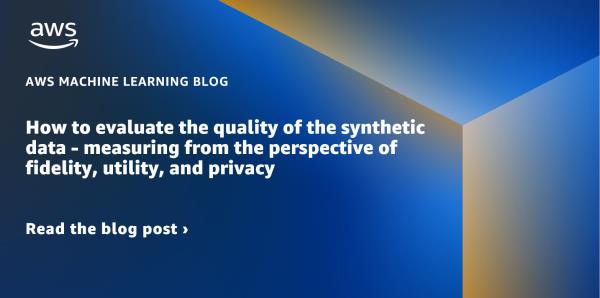 aws
AWS MACHINE LEARNING BLOG
How to evaluate the quality of the synthetic
data - measuring from the perspective of
fidelity, utility, and privacy
Read the blog post ›